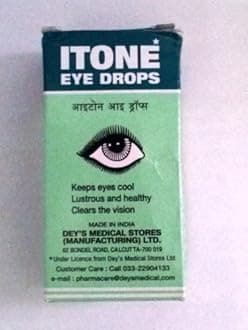 ITONE*
EYE DROPS
आइटोन आइ ड्रॉप्स
Keeps eyes cool
Lustrous and healthy
Clears the vision
MADE IN INDIA
DEY'S MEDICAL STORES
(MANUFACTURING) LTD.
62 BONDEL ROAD, CALCUTTA-700 019
*Under Licence from Dey's Medical Stores Ltd
Customer Care : Call 033-22904133
e-mail : pharmacare@deysmedical.com